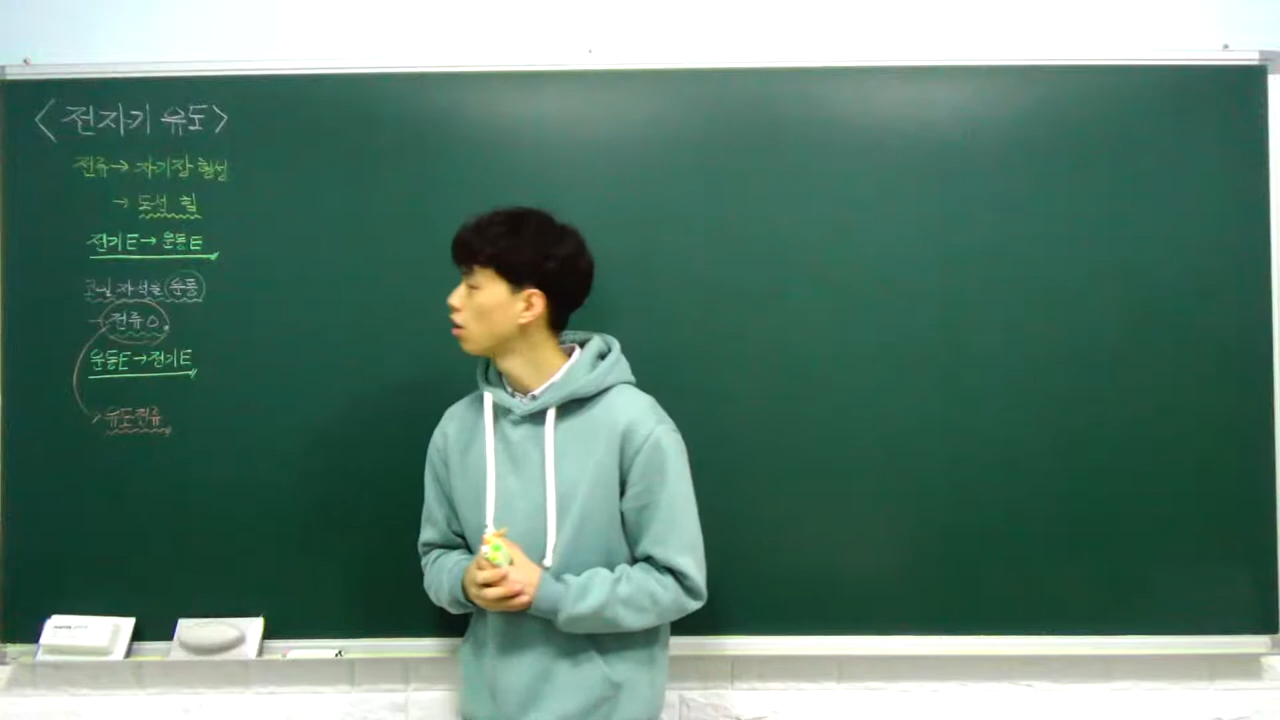 <전자기 유도>
전류→ 자기장 형성
→ 도선 힘
전기E→운동E
코일 자석을 운동
→ 전류O.
운동E→전기E
→유도전류